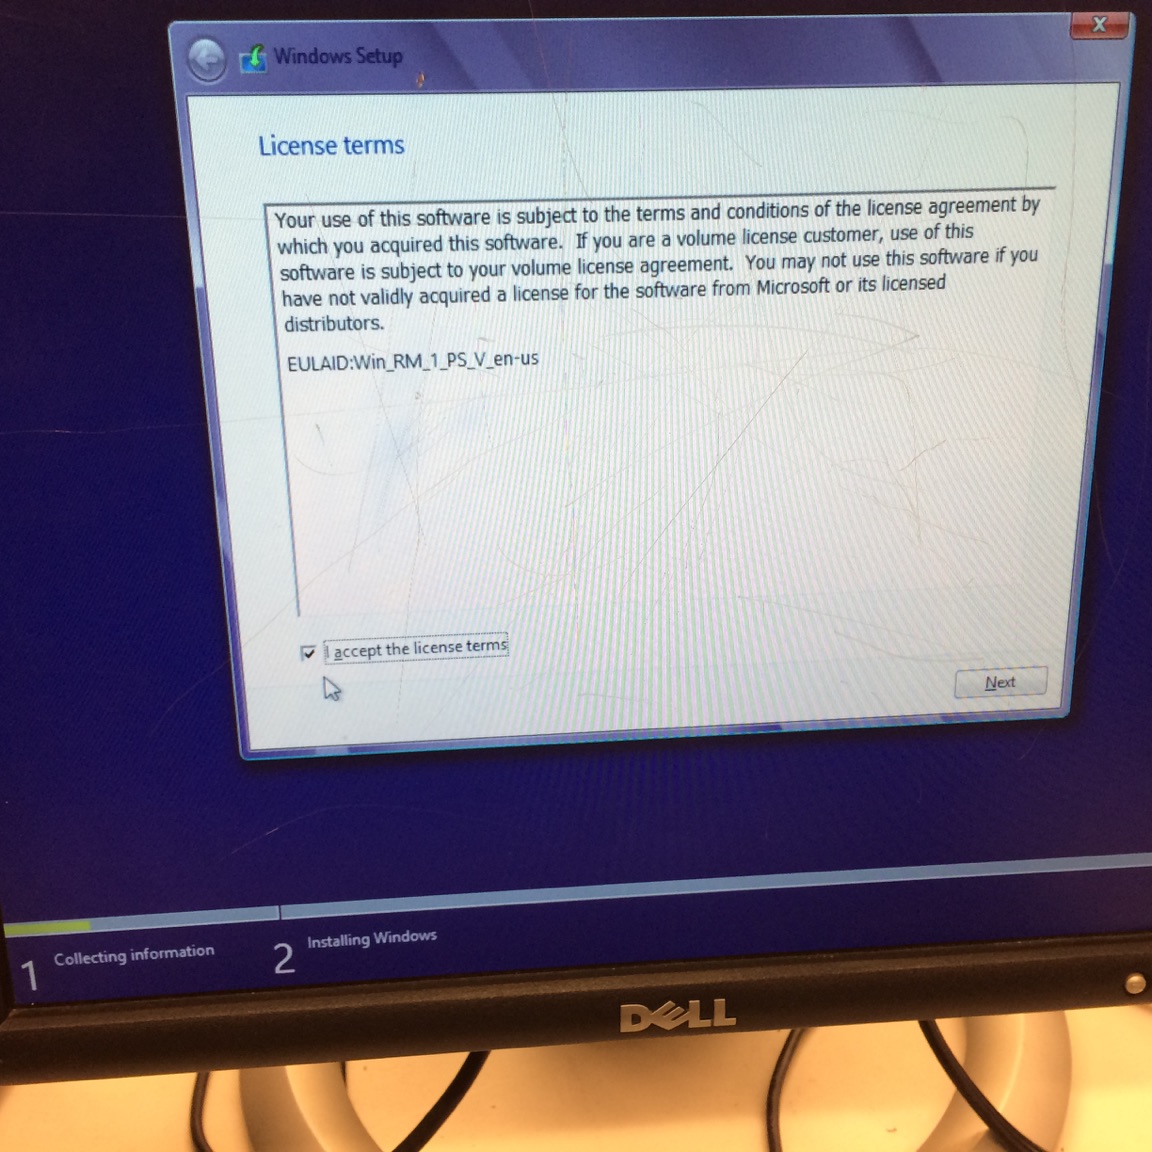 X
Windows Setup
License terms
Your use of this software is subject to the terms and conditions of the license agreement by
which you acquired this software.  If you are a volume license customer, use of this
software is subject to your volume license agreement.  You may not use this software if you
have not validly acquired a license for the software from Microsoft or its licensed
distributors.
EULAID:Win_RM_1_PS_V_en-us
I accept the license terms
Next
1 Collecting information
2 Installing Windows
DELL